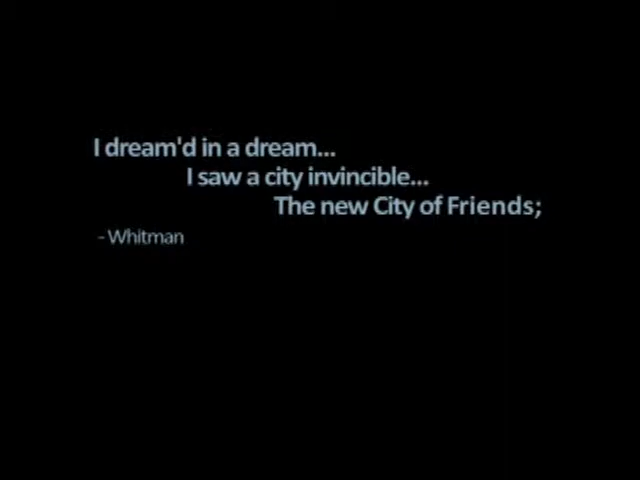 I dream'd in a dream...
I saw a city invincible...
The new City of Friends;
- Whitman